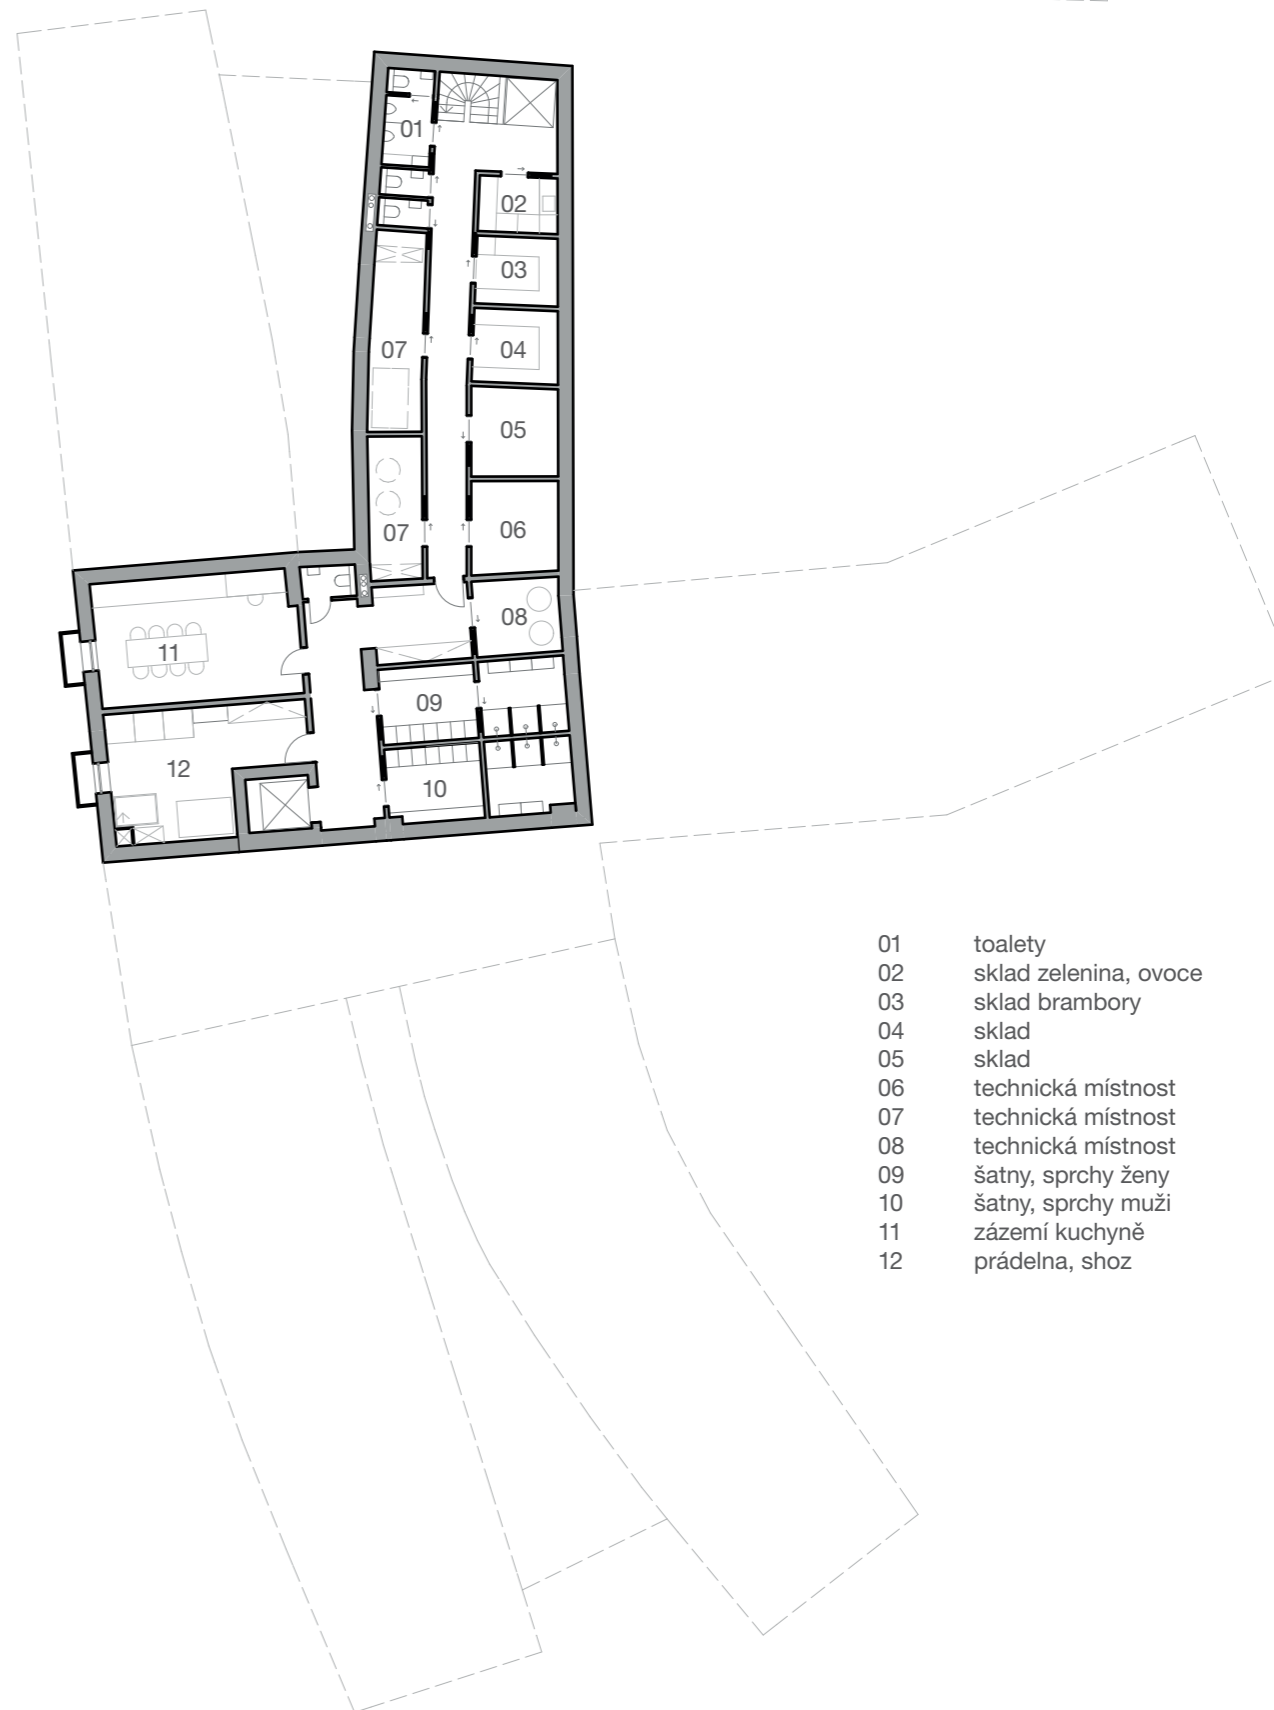 01
02
03
07
04
05
07
06
08
11
09
12
10
01 toalety
02 sklad zelenina, ovoce
03 sklad brambory
04 sklad
05 sklad
06 technická místnost
07 technická místnost
08 technická místnost
09 šatny, sprchy ženy
10 šatny, sprchy muži
11 zázemí kuchyně
12 prádelna, shoz